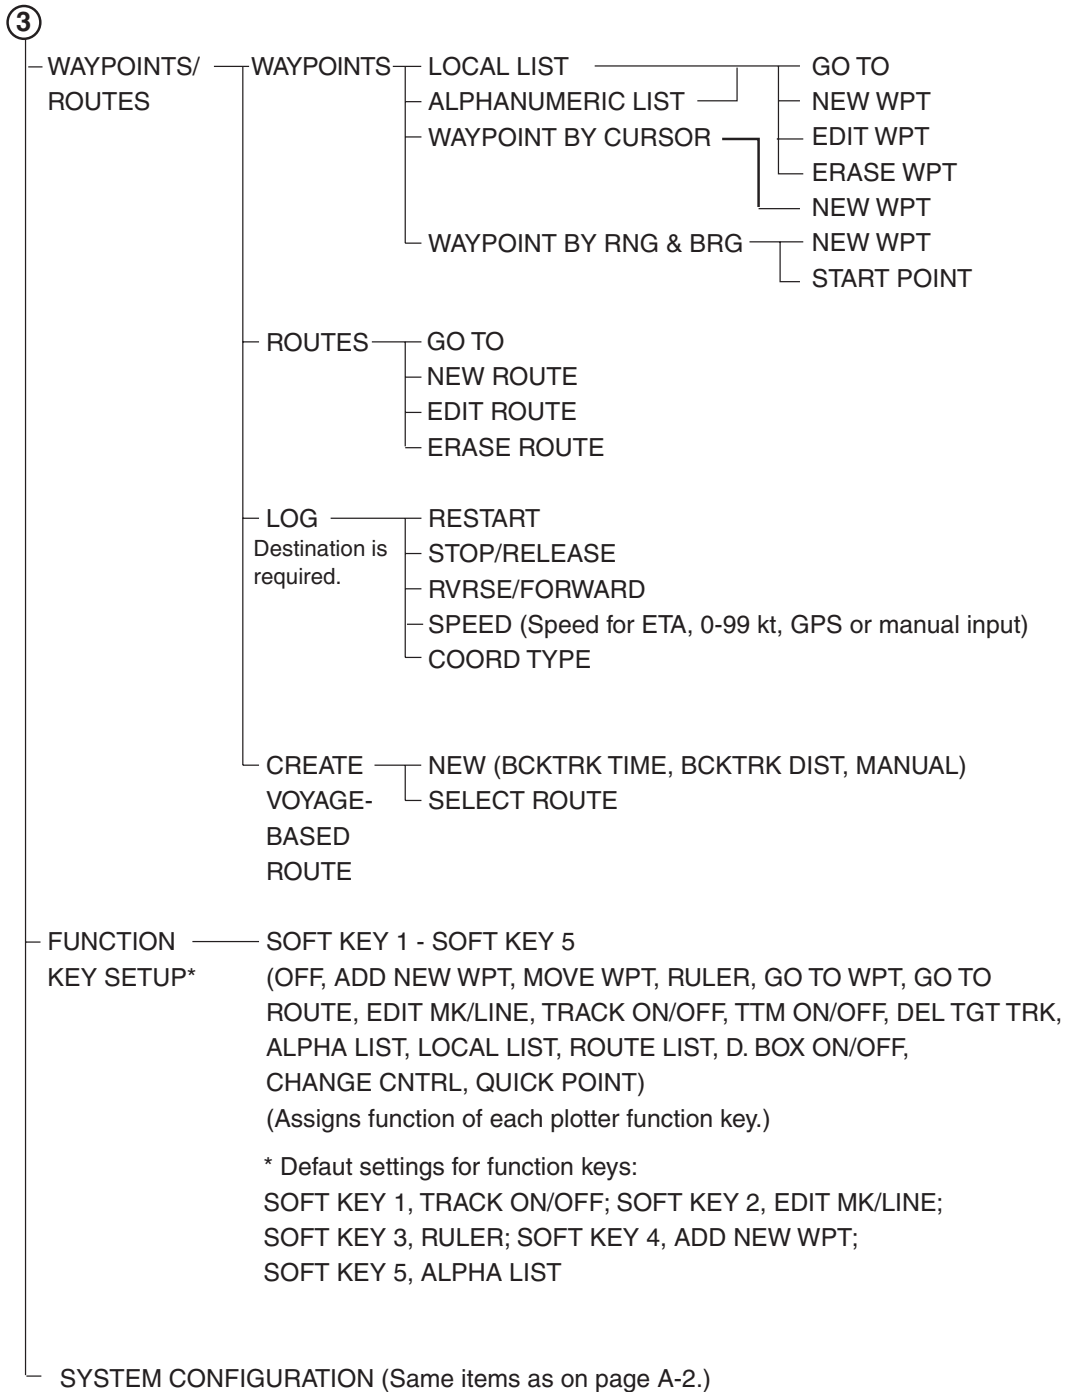 3
WAYPOINTS/ WAYPOINTS LOCAL LIST GO TO
ROUTES ALPHANUMERIC LIST NEW WPT
WAYPOINT BY CURSOR EDIT WPT
ERASE WPT
NEW WPT
WAYPOINT BY RNG & BRG NEW WPT
START POINT
ROUTES GO TO
NEW ROUTE
EDIT ROUTE
ERASE ROUTE
LOG RESTART
Destination is STOP/RELEASE
required. RVRSE/FORWARD
SPEED (Speed for ETA, 0-99 kt, GPS or manual input)
COORD TYPE
CREATE NEW (BCKTRK TIME, BCKTRK DIST, MANUAL)
VOYAGE- SELECT ROUTE
BASED
ROUTE
FUNCTION SOFT KEY 1 - SOFT KEY 5
KEY SETUP* (OFF, ADD NEW WPT, MOVE WPT, RULER, GO TO WPT, GO TO
ROUTE, EDIT MK/LINE, TRACK ON/OFF, TTM ON/OFF, DEL TGT TRK,
ALPHA LIST, LOCAL LIST, ROUTE LIST, D. BOX ON/OFF,
CHANGE CNTRL, QUICK POINT)
(Assigns function of each plotter function key.)
* Defaut settings for function keys:
SOFT KEY 1, TRACK ON/OFF; SOFT KEY 2, EDIT MK/LINE;
SOFT KEY 3, RULER; SOFT KEY 4, ADD NEW WPT;
SOFT KEY 5, ALPHA LIST
SYSTEM CONFIGURATION (Same items as on page A-2.)